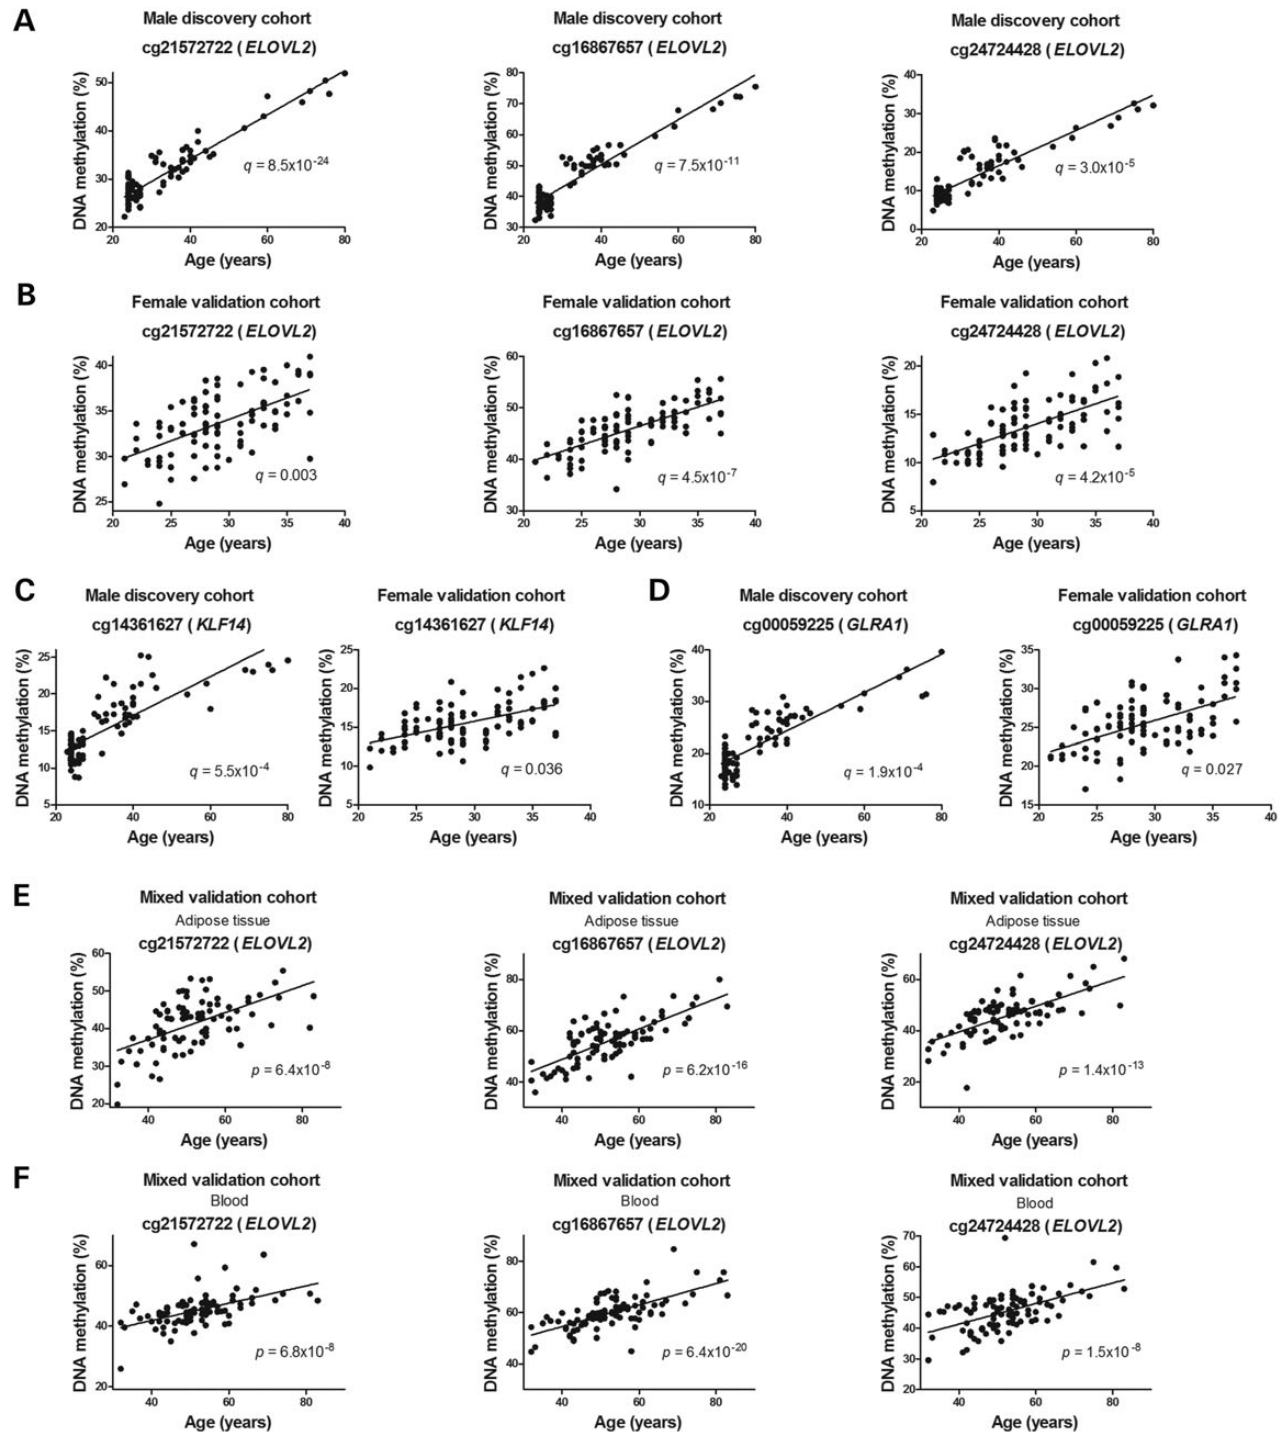 A
Male discovery cohort
cg21572722 (ELOVL2)
DNA methylation (%)
50
40
30
20
q = 8.5x10-24
20 40 60 80
Age (years)
Male discovery cohort
cg16867657 (ELOVL2)
DNA methylation (%)
80
70
60
50
40
30
q = 7.5x10-11
20 40 60 80
Age (years)
Male discovery cohort
cg24724428 (ELOVL2)
DNA methylation (%)
40
30
20
10
0
q = 3.0x10-5
20 40 60 80
Age (years)
B
Female validation cohort
cg21572722 (ELOVL2)
DNA methylation (%)
40
35
30
25
q = 0.003
20 25 30 35 40
Age (years)
Female validation cohort
cg16867657 (ELOVL2)
DNA methylation (%)
60
50
40
30
q = 4.5x10-7
20 25 30 35 40
Age (years)
Female validation cohort
cg24724428 (ELOVL2)
DNA methylation (%)
20
15
10
5
q = 4.2x10-5
20 25 30 35 40
Age (years)
C
Male discovery cohort
cg14361627 (KLF14)
DNA methylation (%)
25
20
15
10
5
q = 5.5x10-4
20 40 60 80
Age (years)
Female validation cohort
cg14361627 (KLF14)
DNA methylation (%)
25
20
15
10
5
q = 0.036
20 25 30 35 40
Age (years)
D
Male discovery cohort
cg00059225 (GLRA1)
DNA methylation (%)
40
30
20
10
q = 1.9x10-4
20 40 60 80
Age (years)
Female validation cohort
cg00059225 (GLRA1)
DNA methylation (%)
35
30
25
20
15
q = 0.027
20 25 30 35 40
Age (years)
E
Mixed validation cohort
Adipose tissue
cg21572722 (ELOVL2)
DNA methylation (%)
60
50
40
30
20
p = 6.4x10-8
40 60 80
Age (years)
Mixed validation cohort
Adipose tissue
cg16867657 (ELOVL2)
DNA methylation (%)
80
60
40
p = 6.2x10-16
40 60 80
Age (years)
Mixed validation cohort
Adipose tissue
cg24724428 (ELOVL2)
DNA methylation (%)
60
40
20
p = 1.4x10-13
40 60 80
Age (years)
F
Mixed validation cohort
Blood
cg21572722 (ELOVL2)
DNA methylation (%)
60
40
20
p = 6.8x10-8
40 60 80
Age (years)
Mixed validation cohort
Blood
cg16867657 (ELOVL2)
DNA methylation (%)
80
60
40
p = 6.4x10-20
40 60 80
Age (years)
Mixed validation cohort
Blood
cg24724428 (ELOVL2)
DNA methylation (%)
70
60
50
40
30
20
p = 1.5x10-8
40 60 80
Age (years)